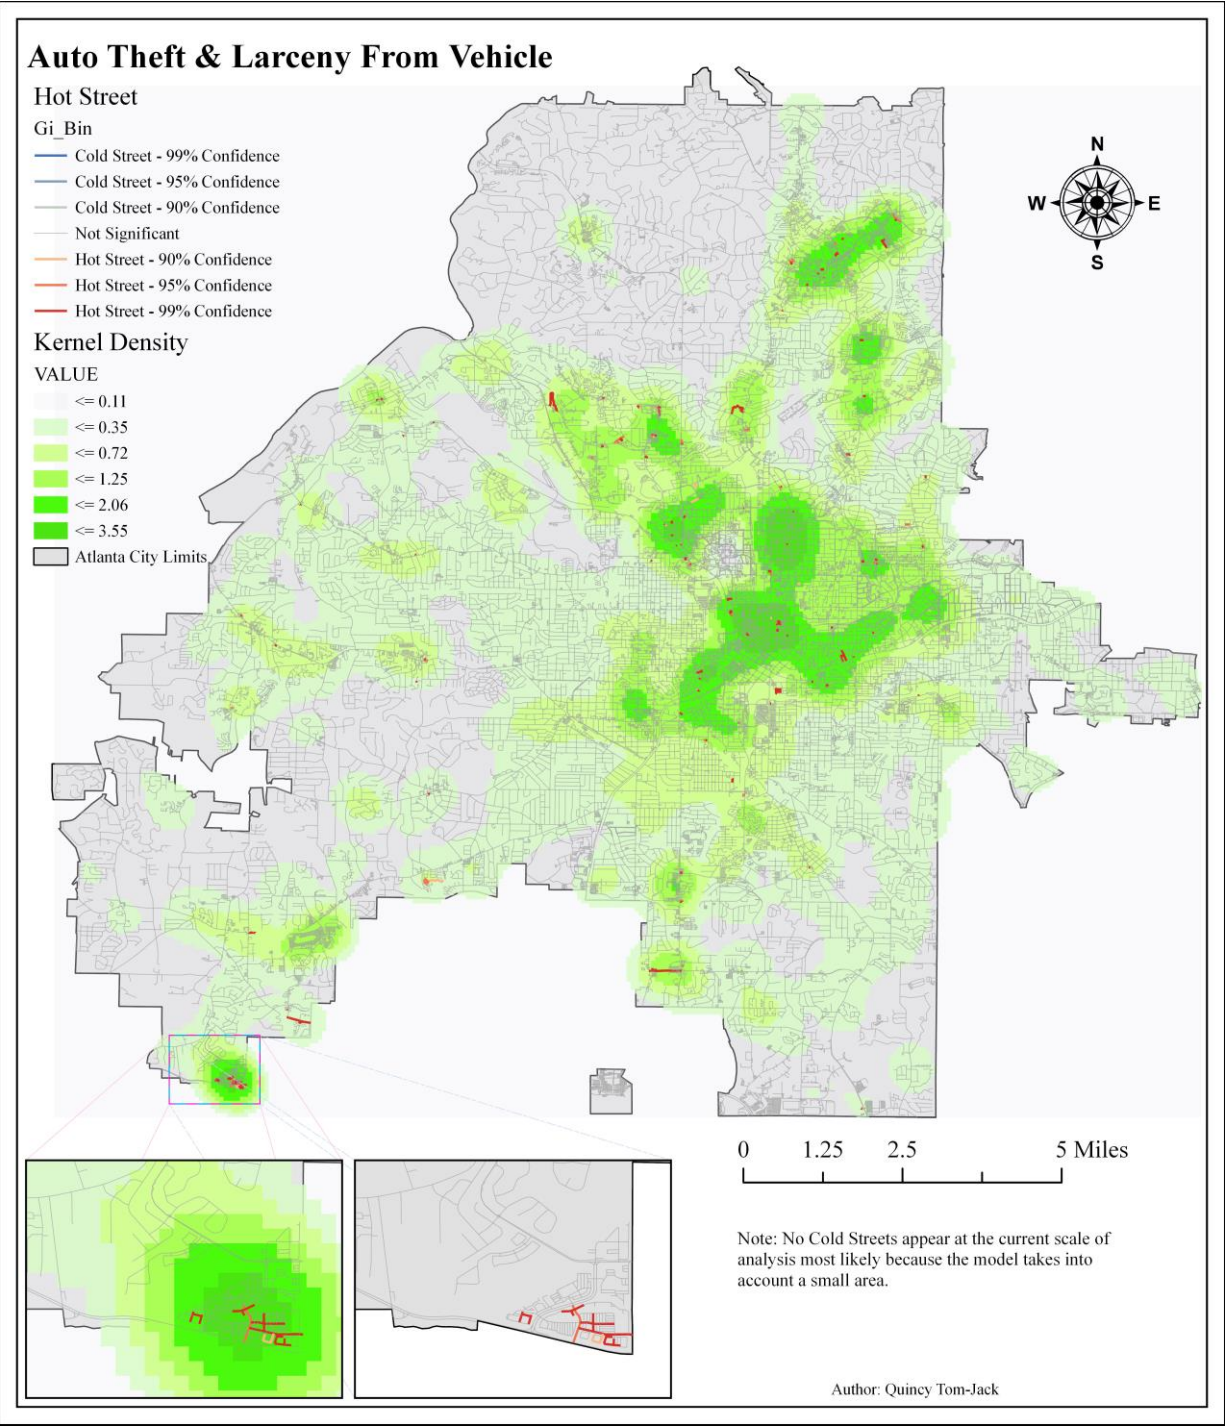 Auto Theft & Larceny From Vehicle
Hot Street
Gi_Bin
Cold Street - 99% Confidence
Cold Street - 95% Confidence
Cold Street - 90% Confidence
Not Significant
Hot Street - 90% Confidence
Hot Street - 95% Confidence
Hot Street - 99% Confidence
Kernel Density
VALUE
<= 0.11
<= 0.35
<= 0.72
<= 1.25
<= 2.06
<= 3.55
Atlanta City Limits
N
W E
S
0 1.25 2.5 5 Miles
Note: No Cold Streets appear at the current scale of
analysis most likely because the model takes into
account a small area.
Author: Quincy Tom-Jack